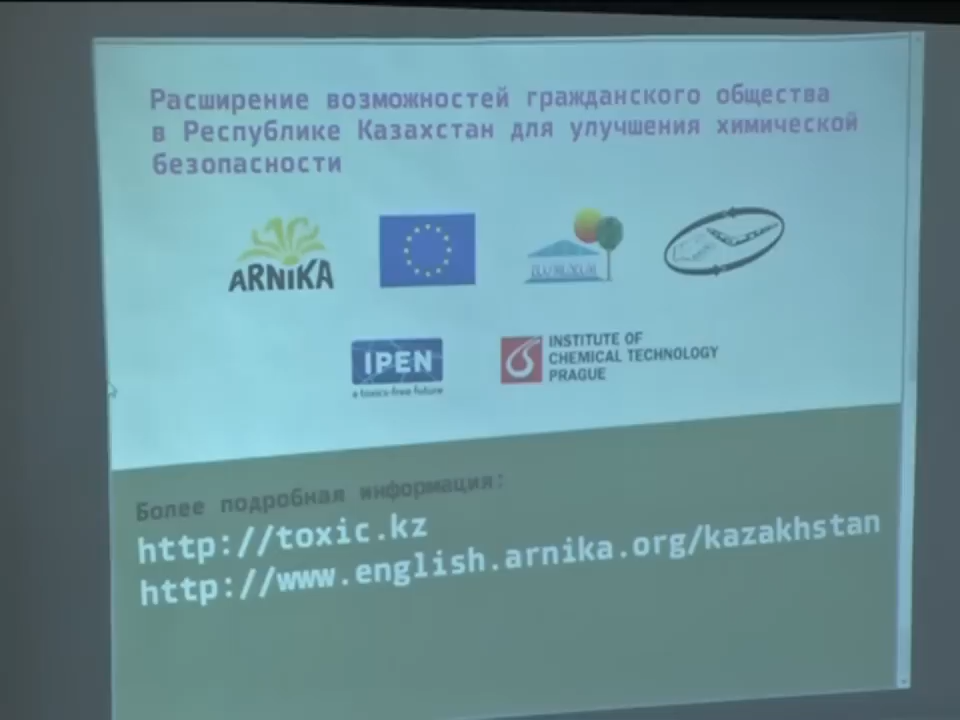 Расширение возможностей гражданского общества
в Республике Казахстан для улучшения химической
безопасности
ARNIKA
IPEN
a toxics-free future
INSTITUTE OF
CHEMICAL TECHNOLOGY
PRAGUE
Более подробная информация:
http://toxic.kz
http://www.english.arnika.org/kazakhstan